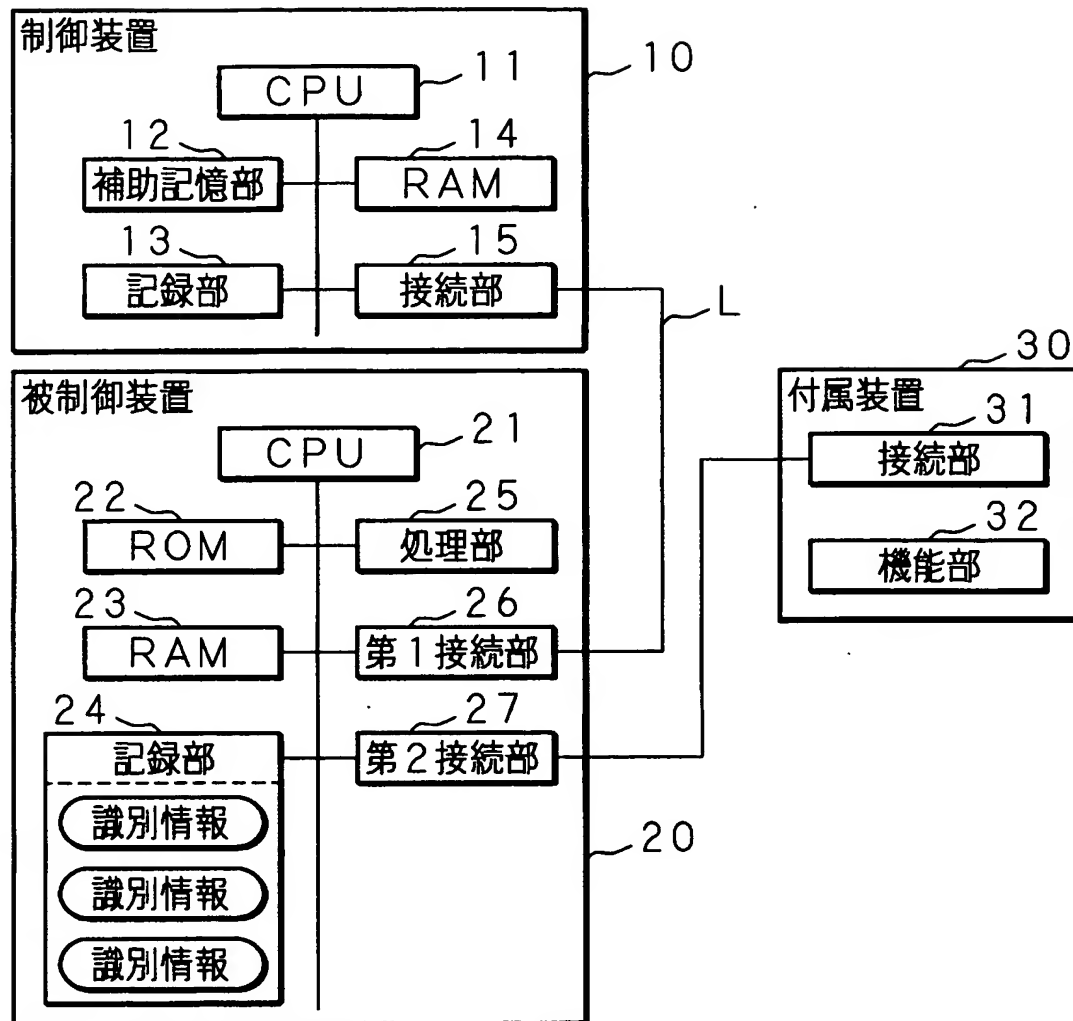 制御装置
10
11
CPU
12
補助記憶部
14
RAM
13
記録部
15
接続部
L
被制御装置
21
CPU
22
ROM
25
処理部
23
RAM
26
第1接続部
24
記録部
27
第2接続部
識別情報
識別情報
識別情報
20
30
付属装置
31
接続部
32
機能部